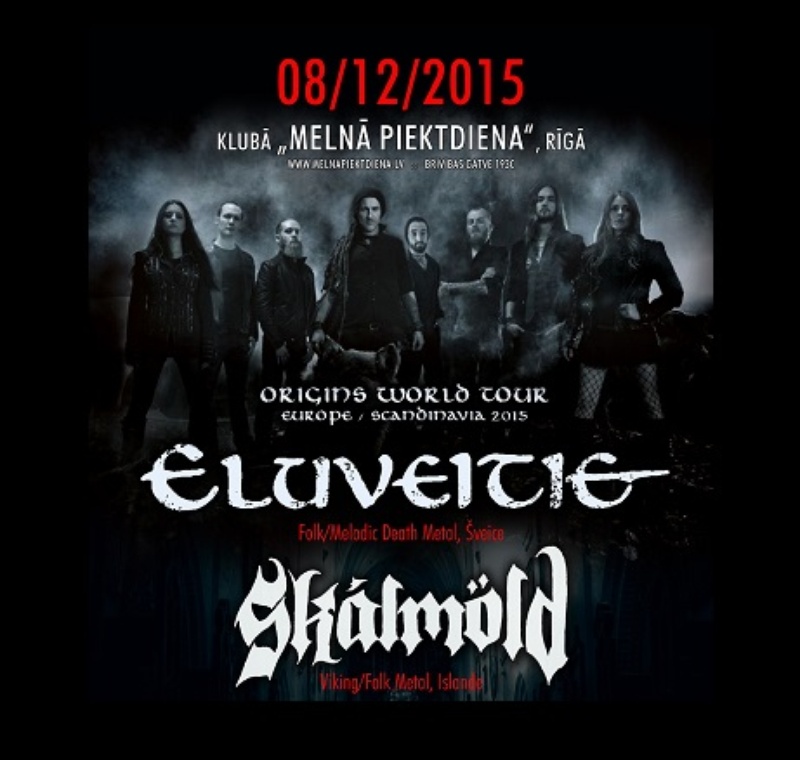 08/12/2015
KLUBĀ „MELNĀ PIEKTDIENA“, RĪGĀ
WWW.MELNAPIEKTDIENA.LV :: BRIVIBAS GATVE 193C
ORIGINS WORLD TOUR
EUROPE / SCANDINAVIA 2015
ELUVEITIE
Folk/Melodic Death Metal, Šveice
Skálmöld
Viking/Folk Metal, Islande